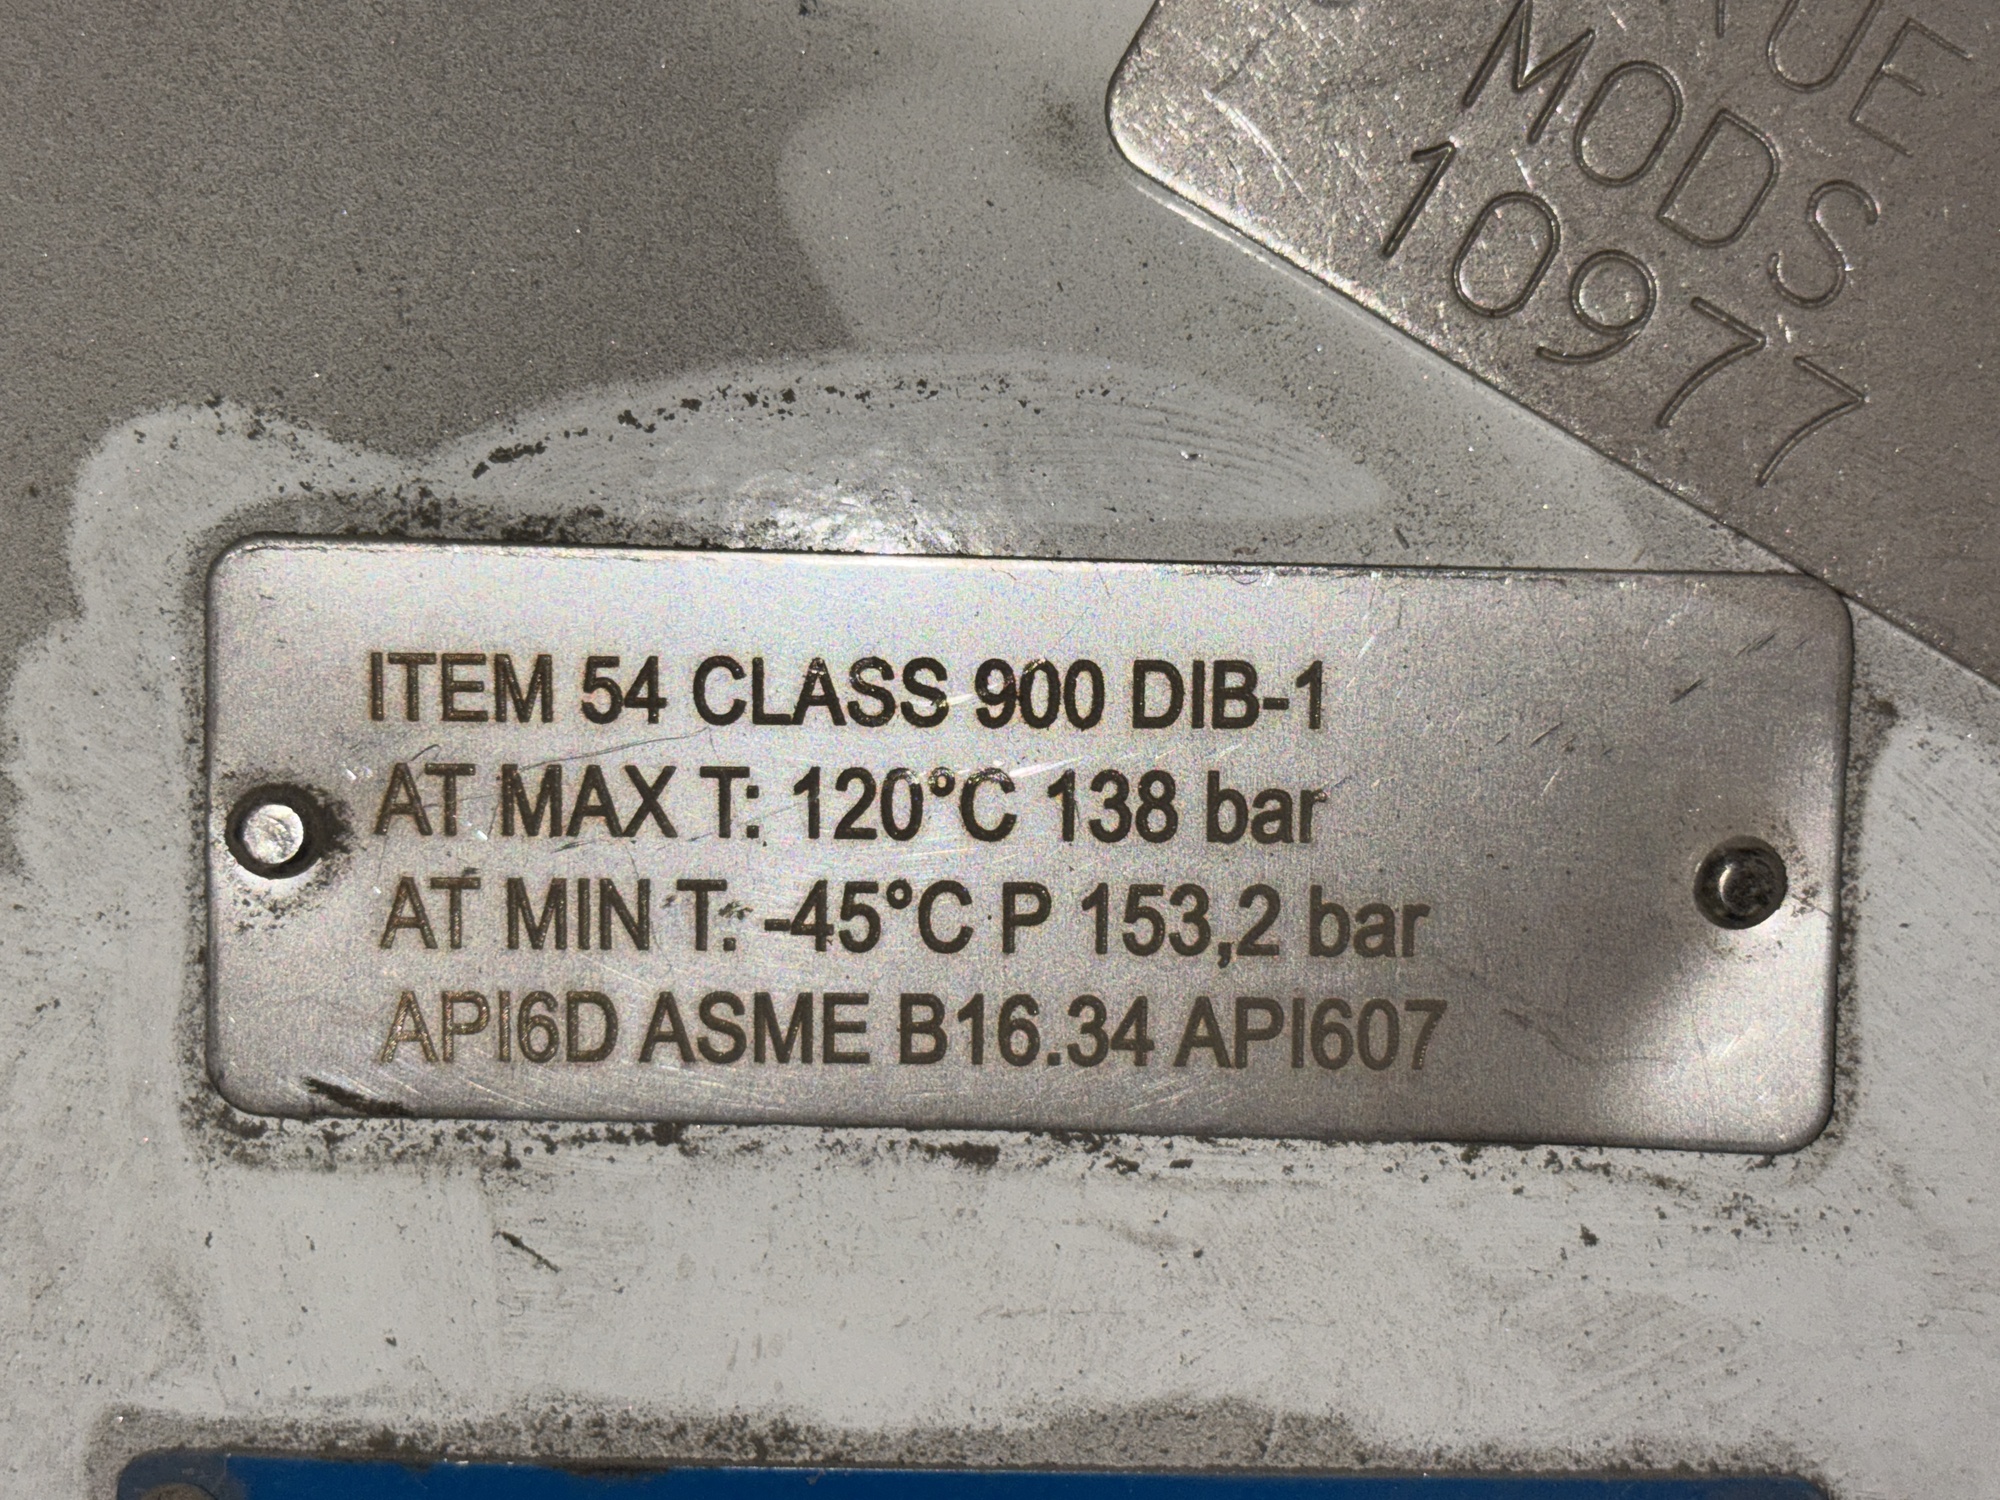 MODS
10977
ITEM 54 CLASS 900 DIB-1
AT MAX T: 120°C 138 bar
AT MIN T: -45°C P 153,2 bar
API6D ASME B16.34 API607